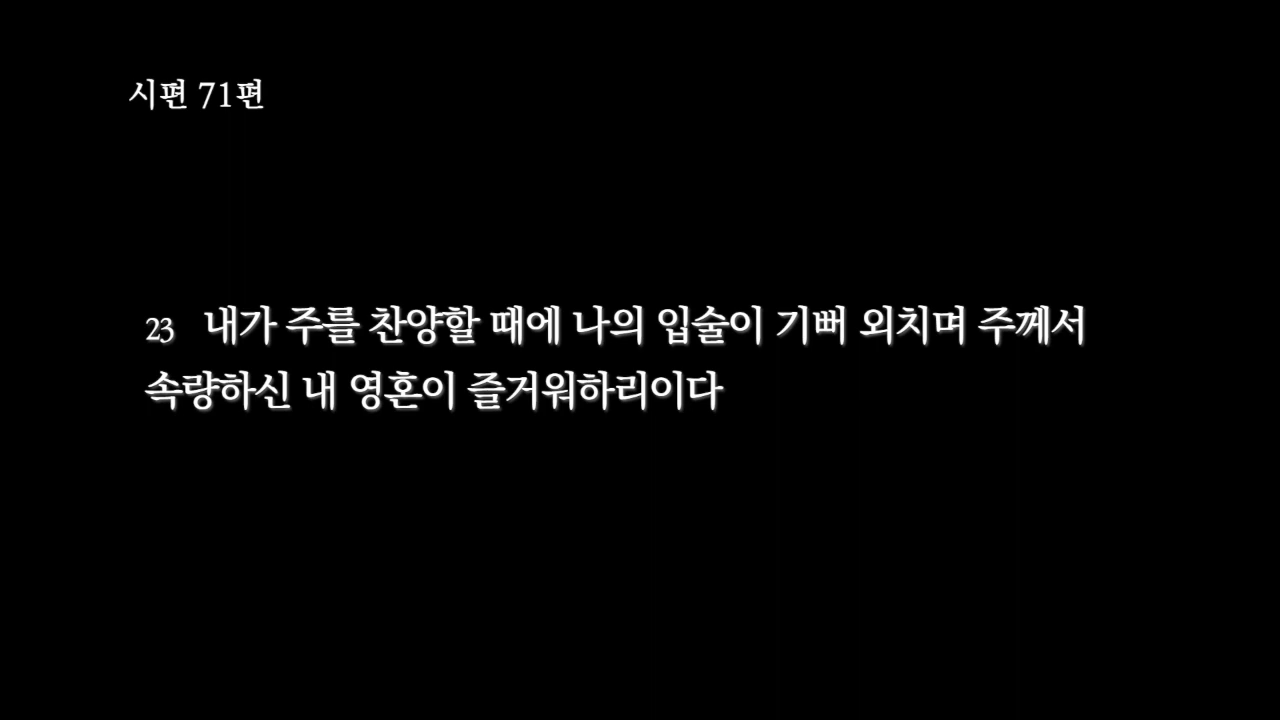 시편 71편
23 내가 주를 찬양할 때에 나의 입술이 기뻐 외치며 주께서
속량하신 내 영혼이 즐거워하리이다